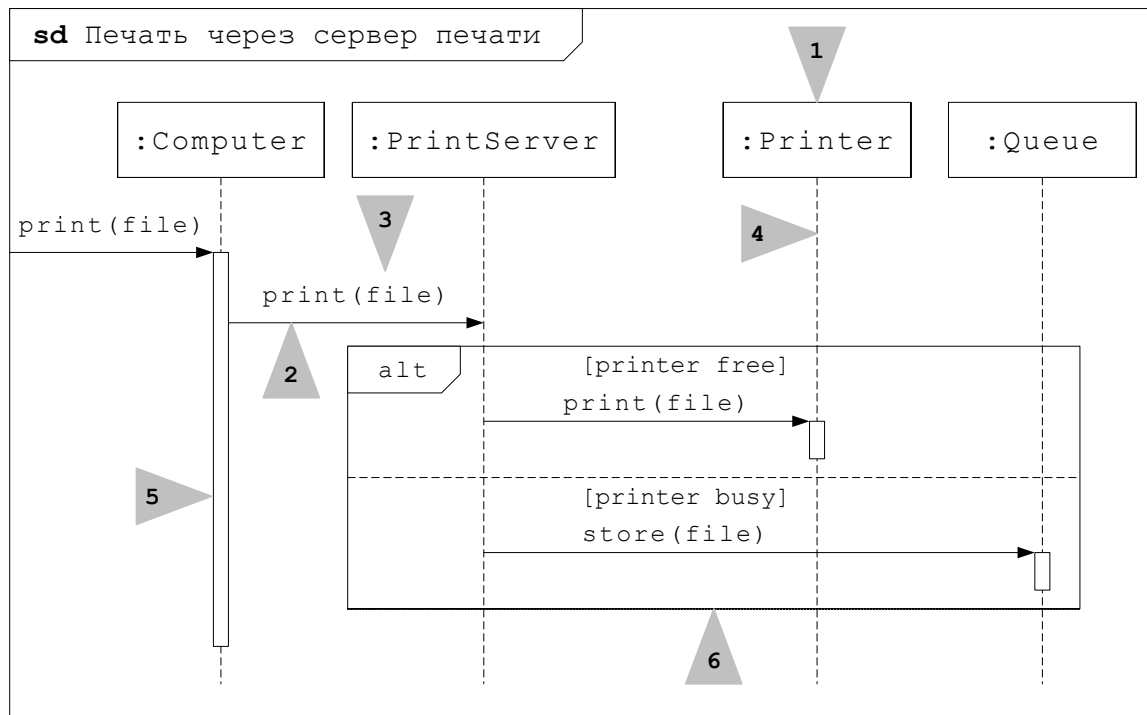 sd Печать через сервер печати
1
:Computer
:PrintServer
:Printer
:Queue
print(file)
3
4
print(file)
2
alt
[printer free]
print(file)
5
[printer busy]
store(file)
6